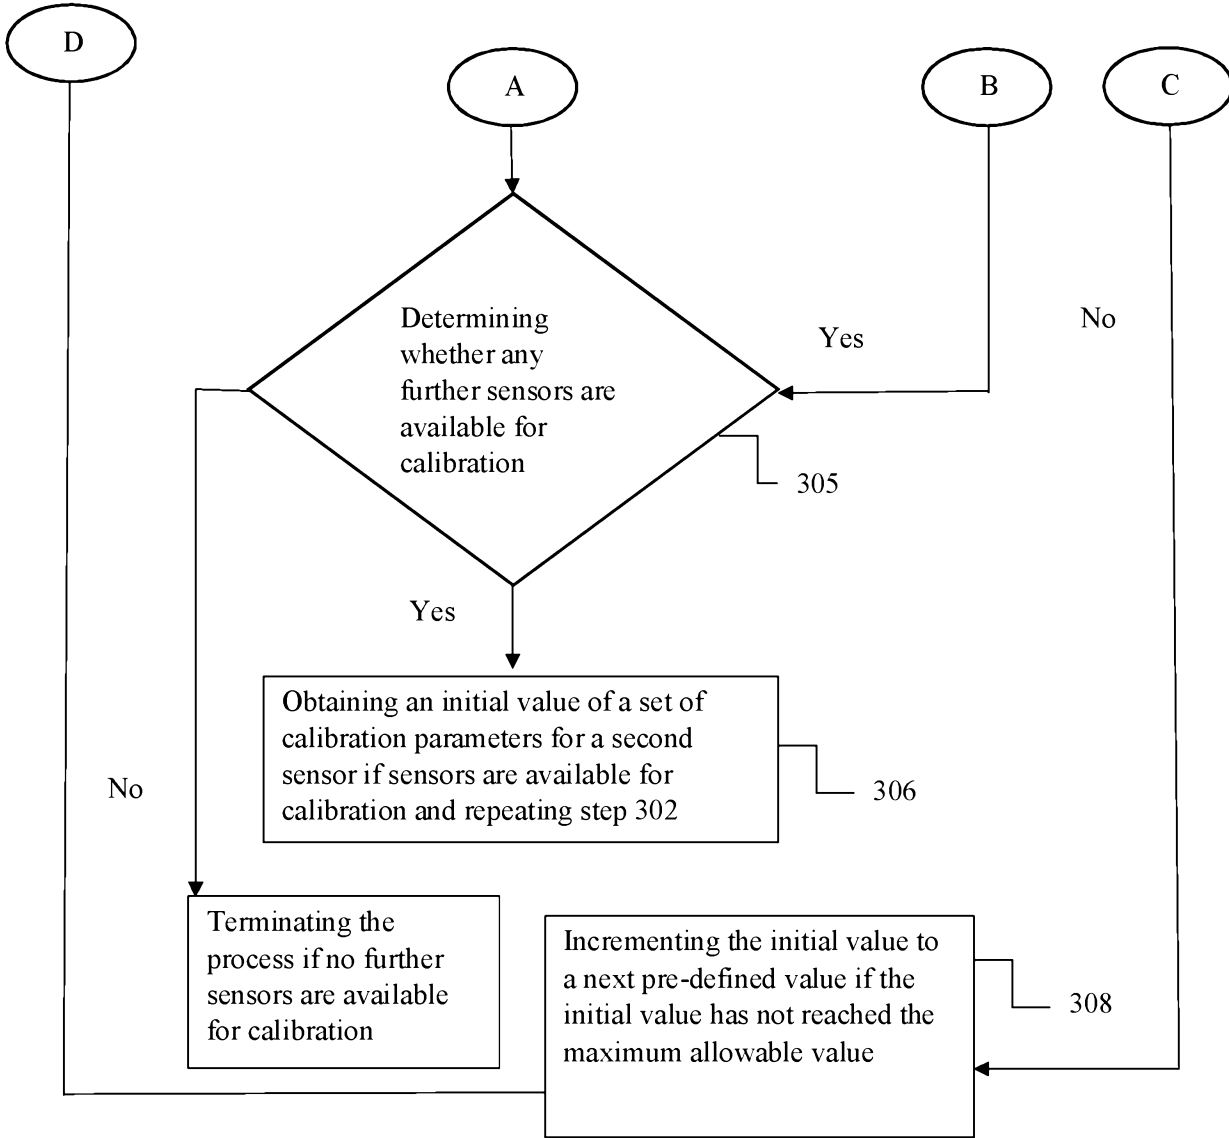 D
A
B
C
Determining
whether any
further sensors are
available for
calibration
Yes
No
305
Yes
Obtaining an initial value of a set of
calibration parameters for a second
sensor if sensors are available for
calibration and repeating step 302
306
No
Terminating the
process if no further
sensors are available
for calibration
Incrementing the initial value to
a next pre-defined value if the
initial value has not reached the
maximum allowable value
308